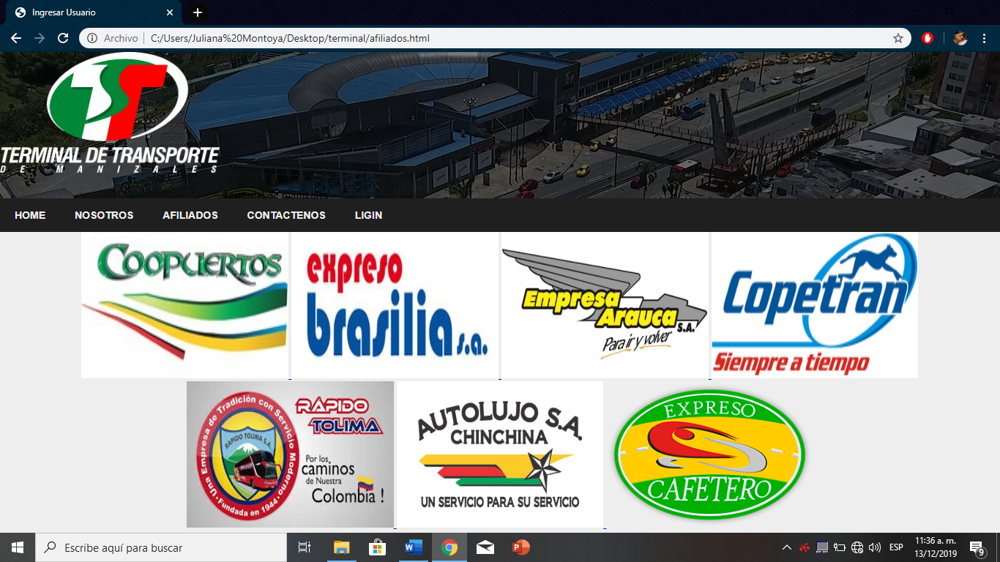 Ingresar Usuario
Archivo
C:/Users/Juliana%20Montoya/Desktop/terminal/afiliados.html
TERMINAL DE TRANSPORTE
DE MANIZALES
HOME NOSOTROS AFILIADOS CONTACTENOS LIGIN
COOPUERTOS
expreso
brasilia s.a.
Empresa
Arauca
S.A.
Para ir y volver
Copetran
Siempre a tiempo
Una Empresa de Tradición con Servicio Moderno
RAPIDO TOLIMA S.A.
Fundada en 1944
RÁPIDO
TOLIMA
Por los
caminos
de Nuestra
Colombia !
AUTOLUJO S.A.
CHINCHINA
UN SERVICIO PARA SU SERVICIO
EXPRESO
CAFETERO
Escribe aquí para buscar
ESP
11:36 a. m.
13/12/2019
9